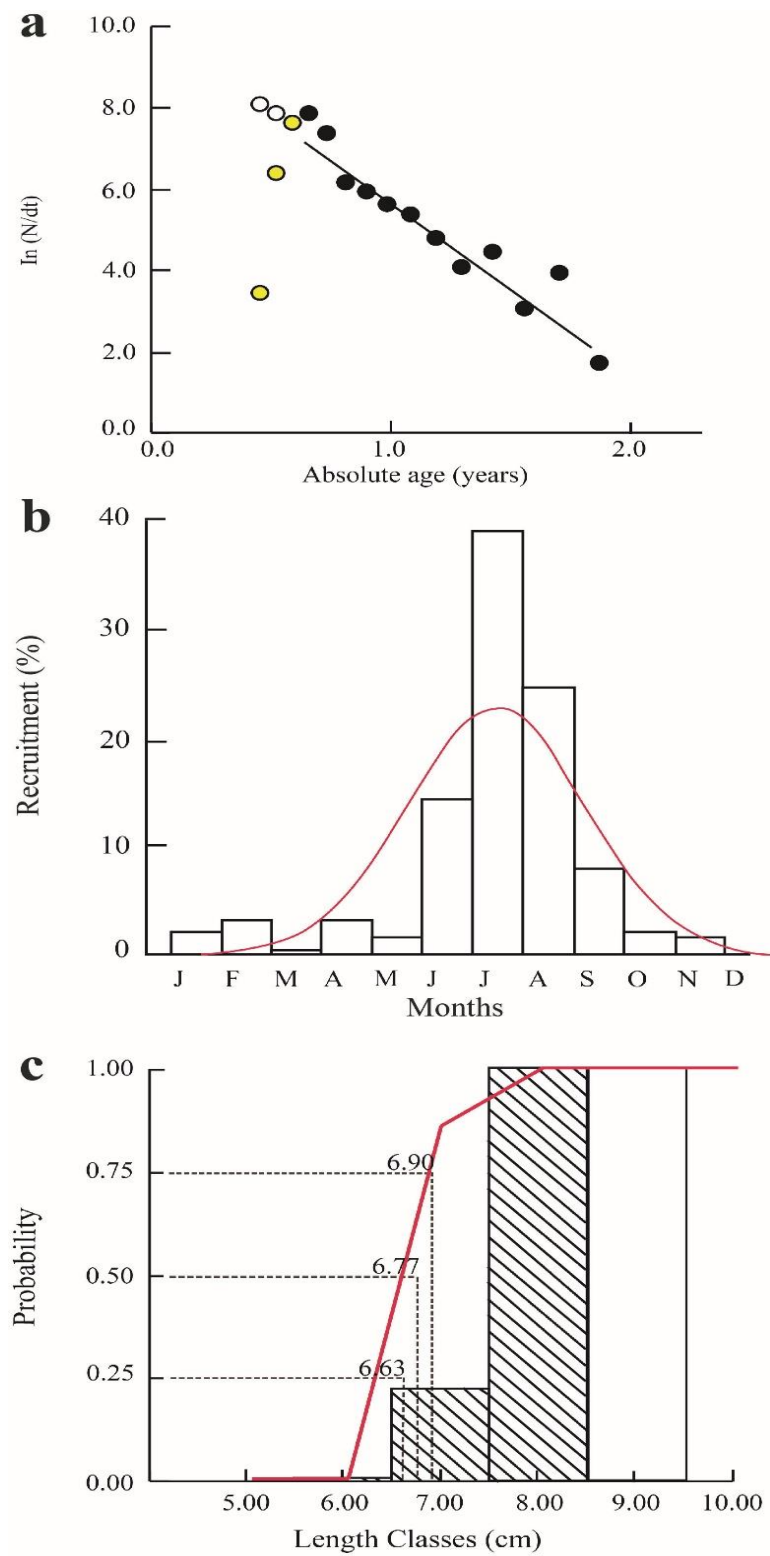 a
10.0
8.0
6.0
4.0
2.0
0.0
ln (N/dt)
0.0 1.0 2.0
Absolute age (years)
b
40
30
20
10
0
Recruitment (%)
J F M A M J J A S O N D
Months
c
1.00
0.75
0.50
0.25
0.00
Probability
6.90
6.77
6.63
5.00 6.00 7.00 8.00 9.00 10.00
Length Classes (cm)